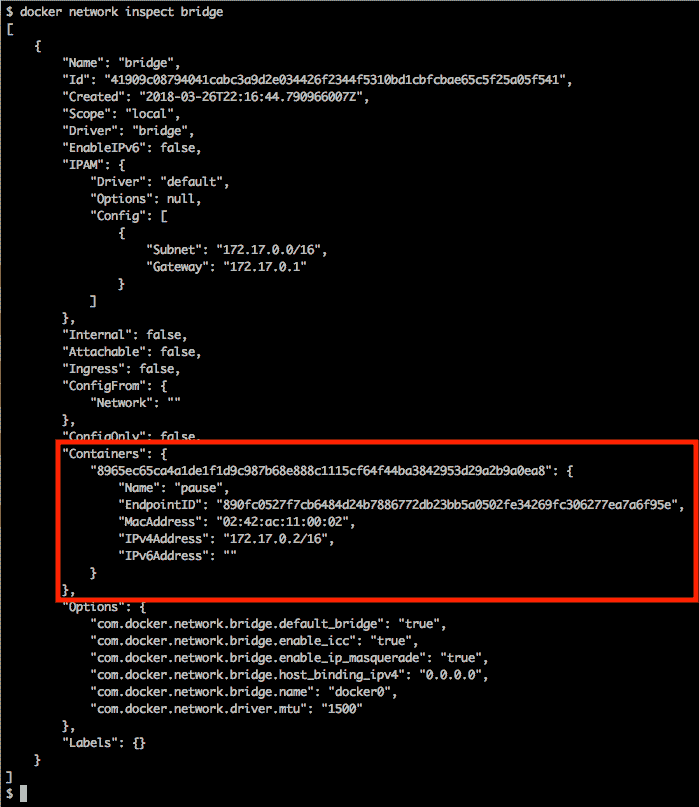 $ docker network inspect bridge
[
    {
        "Name": "bridge",
        "Id": "41909c08794041cabc3a9d2e034426f2344f5310bd1cbfcbae65c5f25a05f541",
        "Created": "2018-03-26T22:16:44.790966007Z",
        "Scope": "local",
        "Driver": "bridge",
        "EnableIPv6": false,
        "IPAM": {
            "Driver": "default",
            "Options": null,
            "Config": [
                {
                    "Subnet": "172.17.0.0/16",
                    "Gateway": "172.17.0.1"
                }
            ]
        },
        "Internal": false,
        "Attachable": false,
        "Ingress": false,
        "ConfigFrom": {
            "Network": ""
        },
        "ConfigOnly": false,
        "Containers": {
            "8965ec65ca4a1de1f1d9c987b68e888c1115cf64f44ba3842953d29a2b9a0ea8": {
                "Name": "pause",
                "EndpointID": "890fc0527f7cb6484d24b7886772db23bb5a0502fe34269fc306277ea7a6f95e",
                "MacAddress": "02:42:ac:11:00:02",
                "IPv4Address": "172.17.0.2/16",
                "IPv6Address": ""
            }
        },
        "Options": {
            "com.docker.network.bridge.default_bridge": "true",
            "com.docker.network.bridge.enable_icc": "true",
            "com.docker.network.bridge.enable_ip_masquerade": "true",
            "com.docker.network.bridge.host_binding_ipv4": "0.0.0.0",
            "com.docker.network.bridge.name": "docker0",
            "com.docker.network.driver.mtu": "1500"
        },
        "Labels": {}
    }
]
$